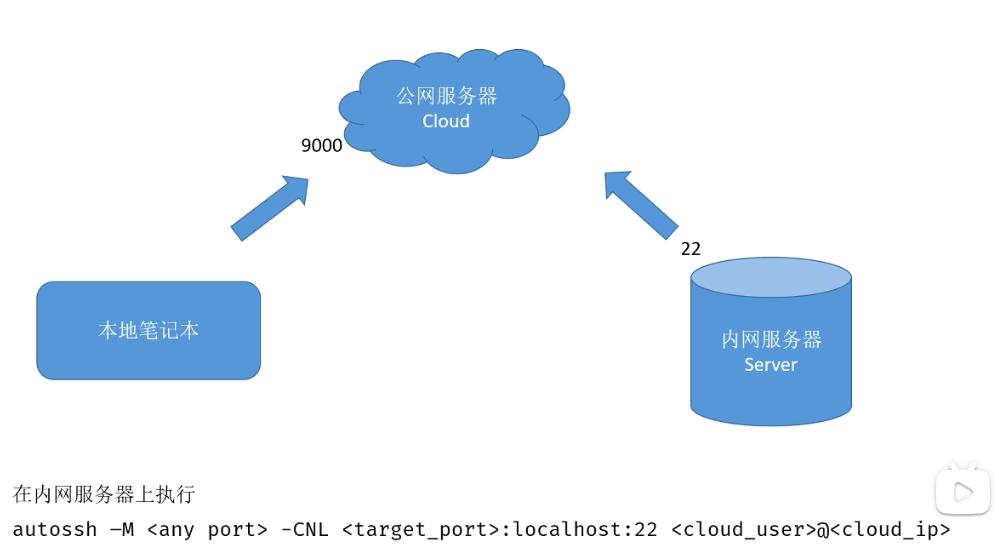 公网服务器
Cloud
9000
22
本地笔记本
内网服务器
Server
在内网服务器上执行
autossh –M <any port> -CNL <target_port>:localhost:22 <cloud_user>@<cloud_ip>